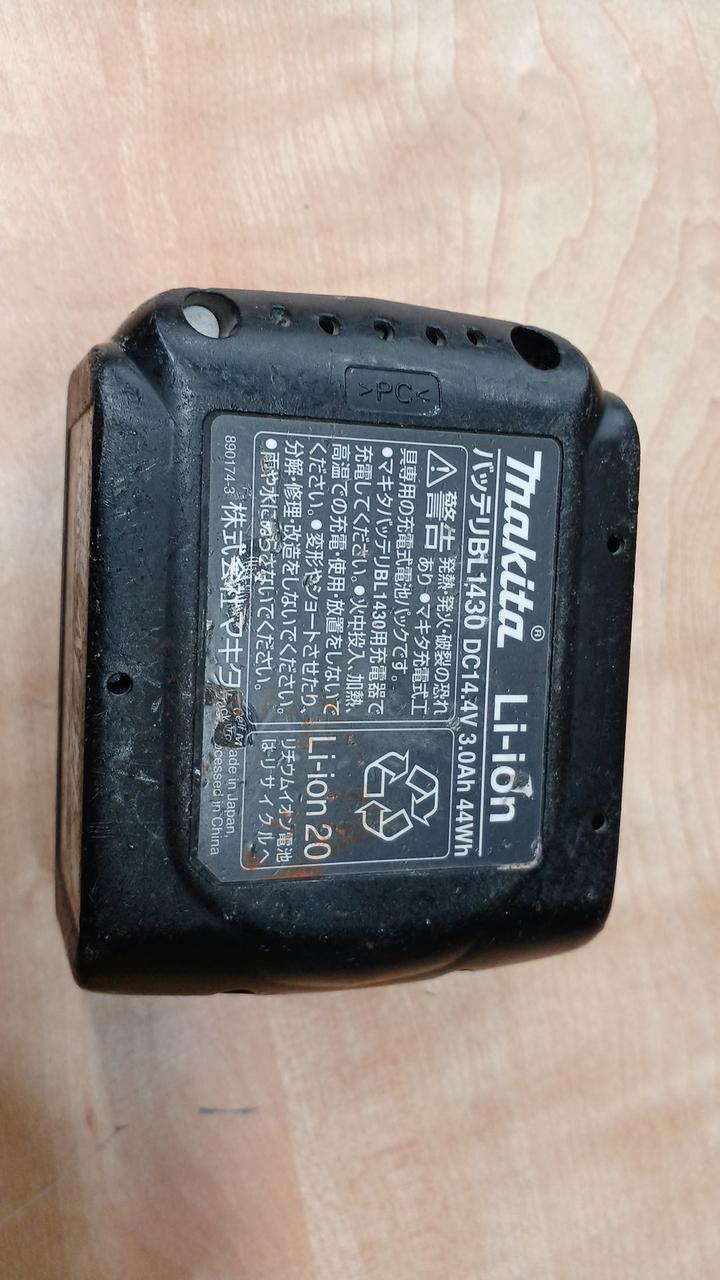 >PC<
makita® Li-ion
バッテリBL1430 DC14.4V 3.0Ah 44Wh
⚠警告 発熱・発火・破裂の恐れ
あり ●マキタ充電式工
具専用の充電式電池パックです。
●マキタバッテリBL1430用充電器で
充電してください。●火中投入、加熱、
高温での充電・使用・放置をしないで
ください。●変形やショートさせたり、
分解・修理・改造をしないでください。
●雨や水にぬらさないでください。
Li-ion 20
リチウムイオン電池
はリサイクルへ
890174-3 株式会社マキタ
Made in Japan,
Processed in China